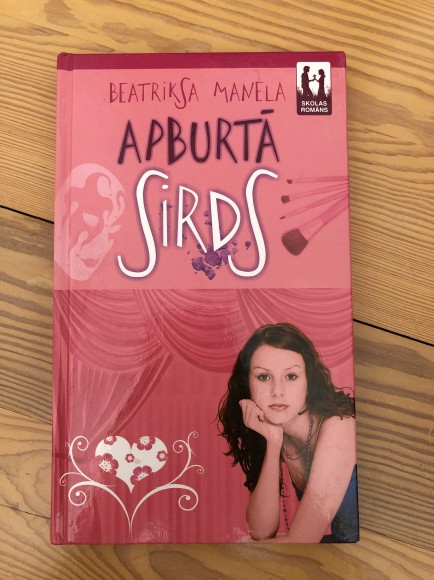 BEATRiKSA MANELA
SKOLAS
ROMĀNS
APBURTĀ
SiRDS